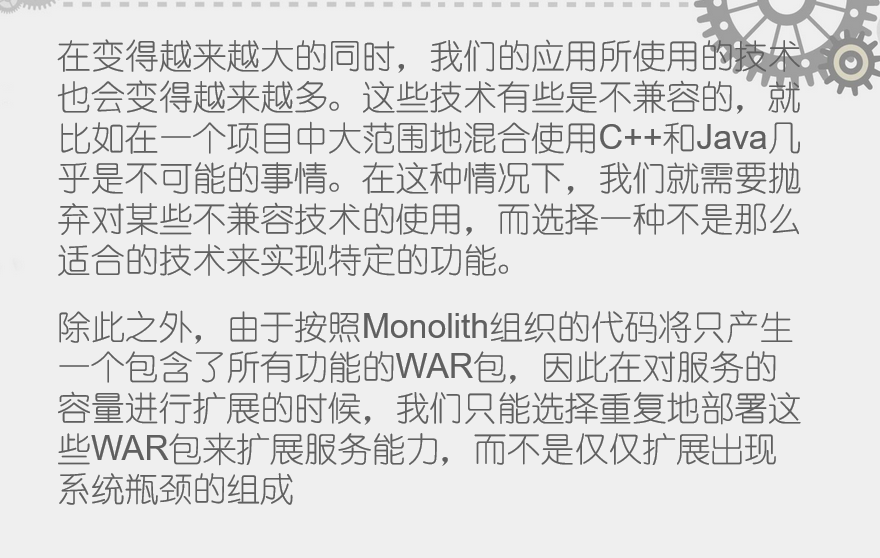 在变得越来越大的同时，我们的应用所使用的技术
也会变得越来越多。这些技术有些是不兼容的，就
比如在一个项目中大范围地混合使用C++和Java几
乎是不可能的事情。在这种情况下，我们就需要抛
弃对某些不兼容技术的使用，而选择一种不是那么
适合的技术来实现特定的功能。
除此之外，由于按照Monolith组织的代码将只产生
一个包含了所有功能的WAR包，因此在对服务的
容量进行扩展的时候，我们只能选择重复地部署这
些WAR包来扩展服务能力，而不是仅仅扩展出现
系统瓶颈的组成